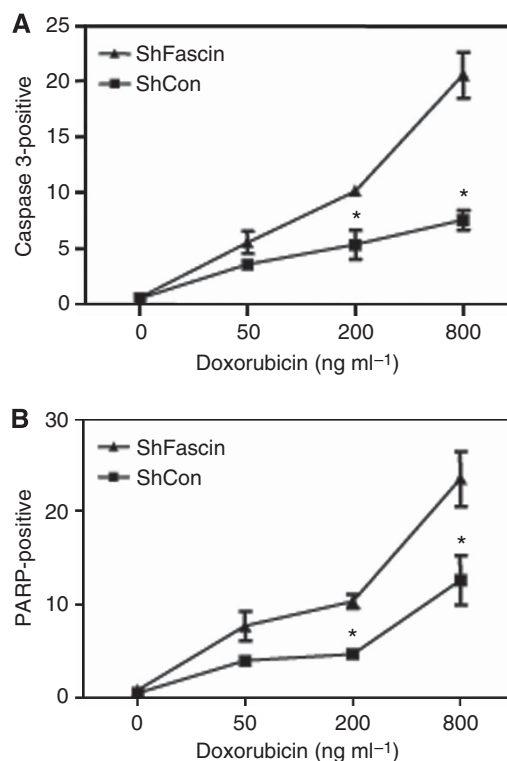 A
25
20
15
10
5
0
Caspase 3-positive
ShFascin
ShCon
*
*
0 50 200 800
Doxorubicin (ng ml⁻¹)
B
30
20
10
0
PARP-positive
ShFascin
ShCon
*
*
0 50 200 800
Doxorubicin (ng ml⁻¹)